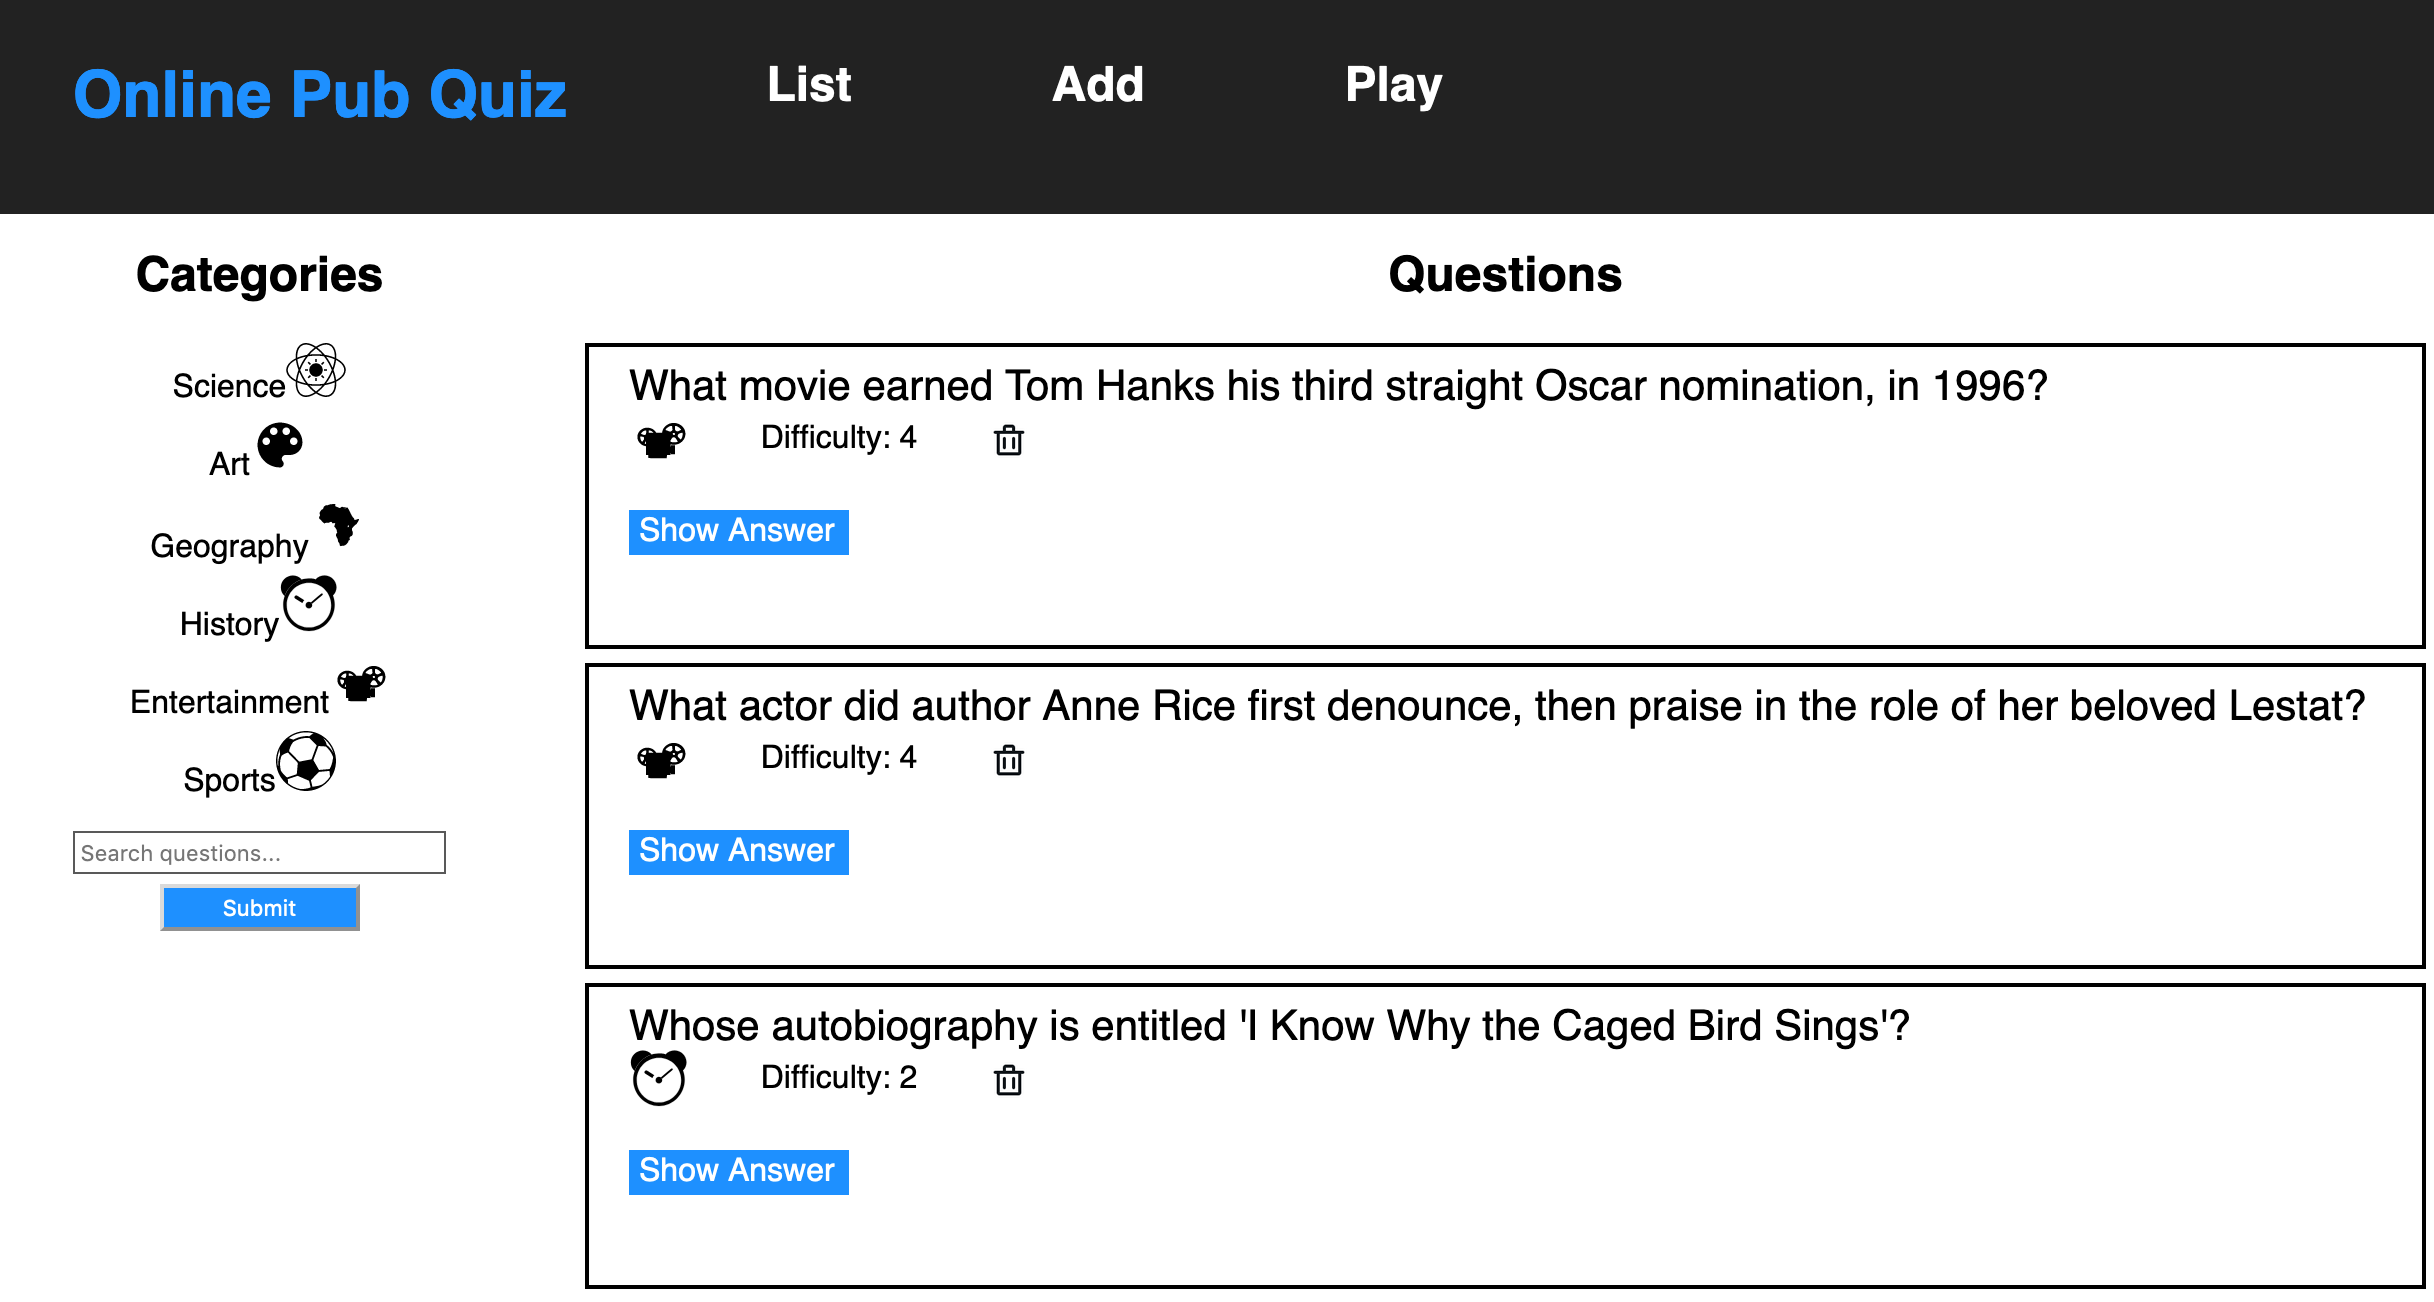 Online Pub Quiz
List
Add
Play
Categories
Science
Art
Geography
History
Entertainment
Sports
Search questions...
Submit
Questions
What movie earned Tom Hanks his third straight Oscar nomination, in 1996?
Difficulty: 4
Show Answer
What actor did author Anne Rice first denounce, then praise in the role of her beloved Lestat?
Difficulty: 4
Show Answer
Whose autobiography is entitled 'I Know Why the Caged Bird Sings'?
Difficulty: 2
Show Answer